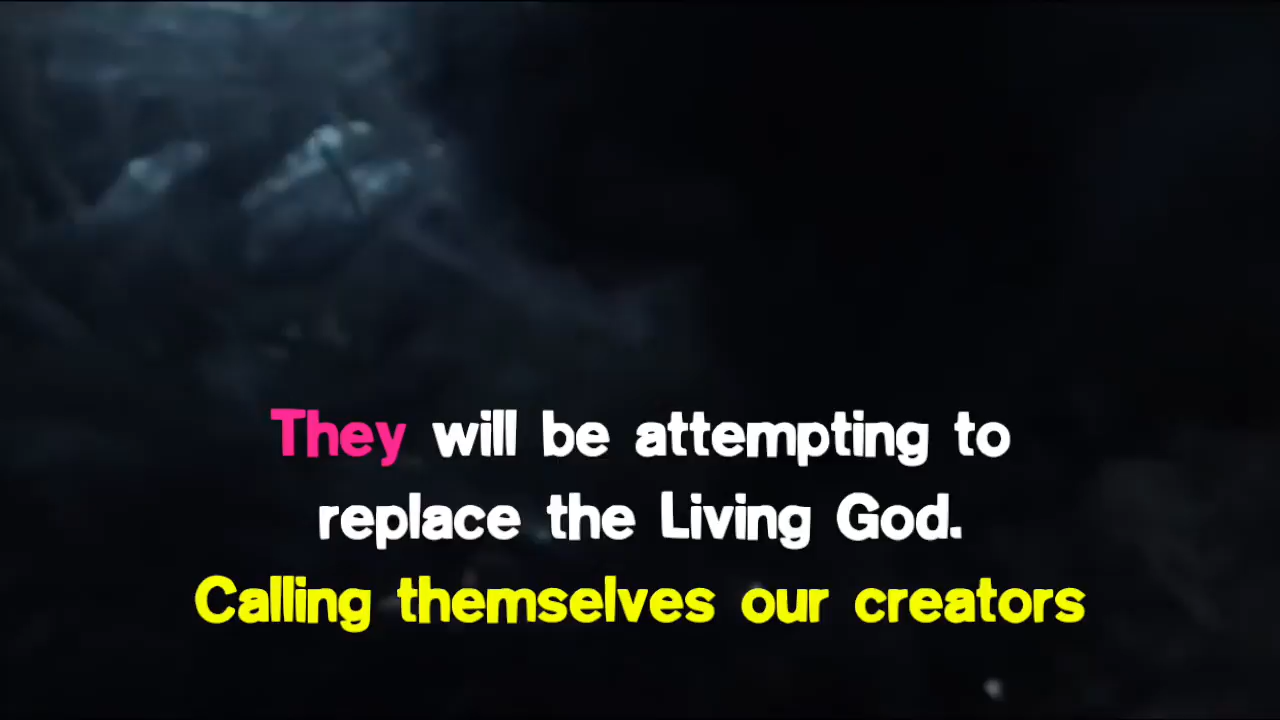 They will be attempting to
replace the Living God.
Calling themselves our creators